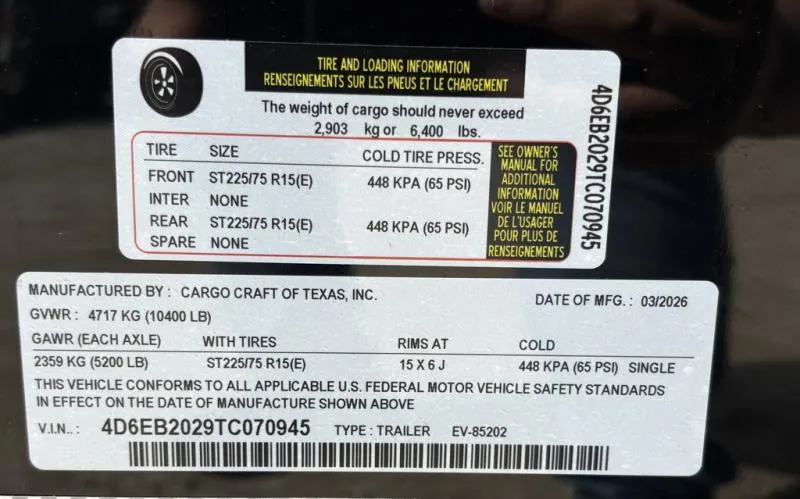 TIRE AND LOADING INFORMATION
RENSEIGNEMENTS SUR LES PNEUS ET LE CHARGEMENT
The weight of cargo should never exceed
2,903 kg or 6,400 lbs.
TIRE SIZE COLD TIRE PRESS.
FRONT ST225/75 R15(E) 448 KPA (65 PSI)
INTER NONE
REAR ST225/75 R15(E) 448 KPA (65 PSI)
SPARE NONE
SEE OWNER'S
MANUAL FOR
ADDITIONAL
INFORMATION
VOIR LE MANUEL
DE L'USAGER
POUR PLUS DE
RENSEIGNEMENTS
4D6EB2029TC070945
MANUFACTURED BY : CARGO CRAFT OF TEXAS, INC. DATE OF MFG. : 03/2026
GVWR : 4717 KG (10400 LB)
GAWR (EACH AXLE) WITH TIRES RIMS AT COLD
2359 KG (5200 LB) ST225/75 R15(E) 15 X 6 J 448 KPA (65 PSI) SINGLE
THIS VEHICLE CONFORMS TO ALL APPLICABLE U.S. FEDERAL MOTOR VEHICLE SAFETY STANDARDS
IN EFFECT ON THE DATE OF MANUFACTURE SHOWN ABOVE
V.I.N.. : 4D6EB2029TC070945 TYPE : TRAILER EV-85202